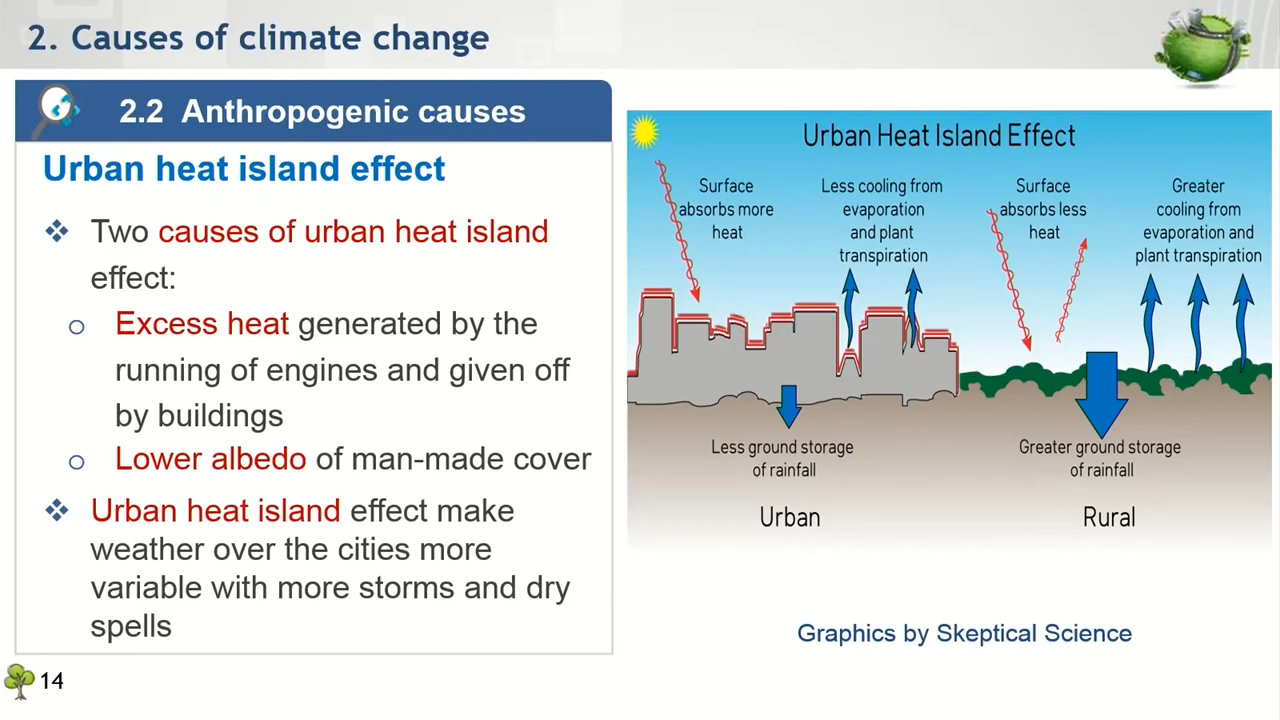 2. Causes of climate change
2.2 Anthropogenic causes
Urban heat island effect
❖ Two causes of urban heat island
effect:
o Excess heat generated by the
running of engines and given off
by buildings
o Lower albedo of man-made cover
❖ Urban heat island effect make
weather over the cities more
variable with more storms and dry
spells
Urban Heat Island Effect
Surface
absorbs more
heat
Less cooling from
evaporation
and plant
transpiration
Surface
absorbs less
heat
Greater
cooling from
evaporation and
plant transpiration
Less ground storage
of rainfall
Greater ground storage
of rainfall
Urban
Rural
Graphics by Skeptical Science
14